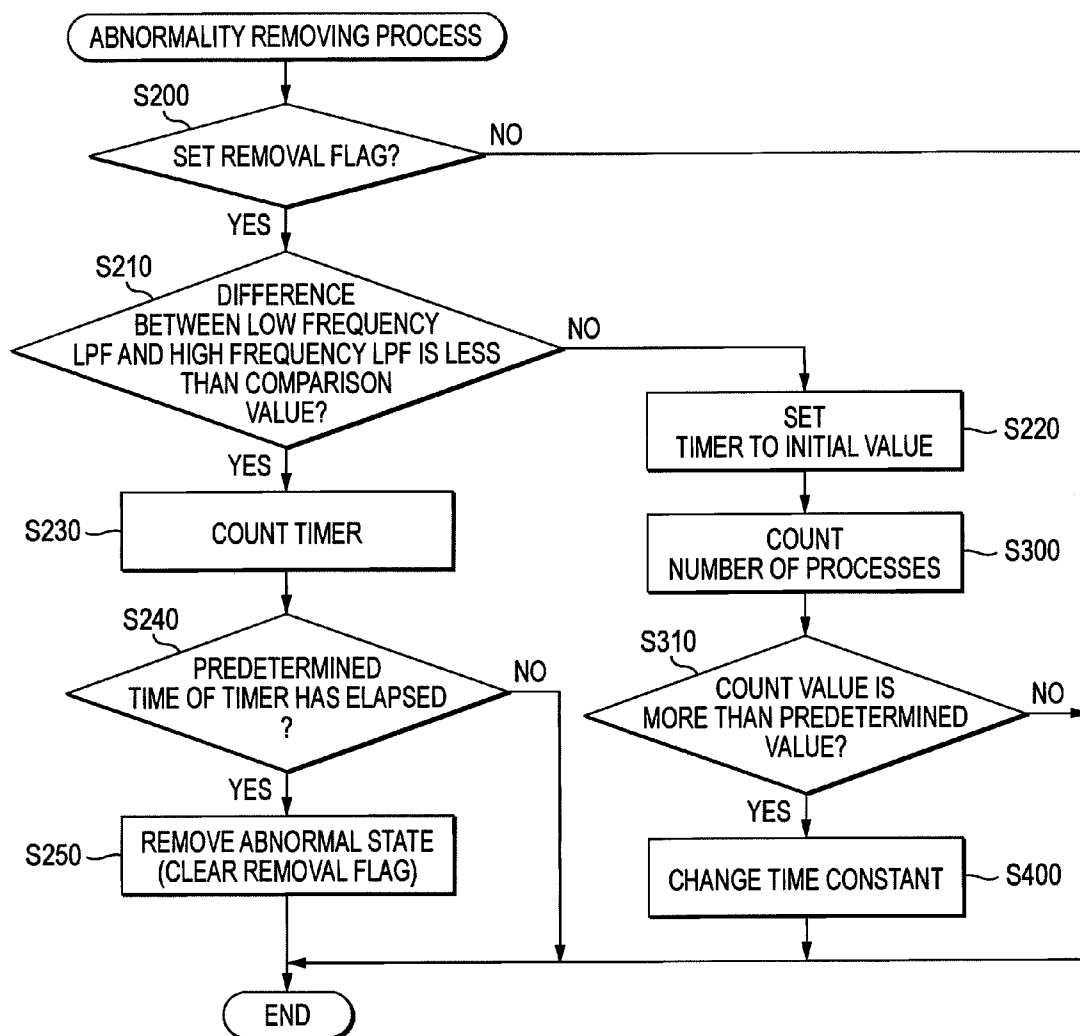 ABNORMALITY REMOVING PROCESS
S200
SET REMOVAL FLAG?
NO
YES
S210
DIFFERENCE
BETWEEN LOW FREQUENCY
LPF AND HIGH FREQUENCY LPF IS LESS
THAN COMPARISON
VALUE?
NO
YES
SET
TIMER TO INITIAL VALUE
S220
S230
COUNT TIMER
COUNT
NUMBER OF PROCESSES
S300
S240
PREDETERMINED
TIME OF TIMER HAS ELAPSED
?
NO
YES
S310
COUNT VALUE IS
MORE THAN PREDETERMINED
VALUE?
NO
YES
S250
REMOVE ABNORMAL STATE
(CLEAR REMOVAL FLAG)
CHANGE TIME CONSTANT
S400
END